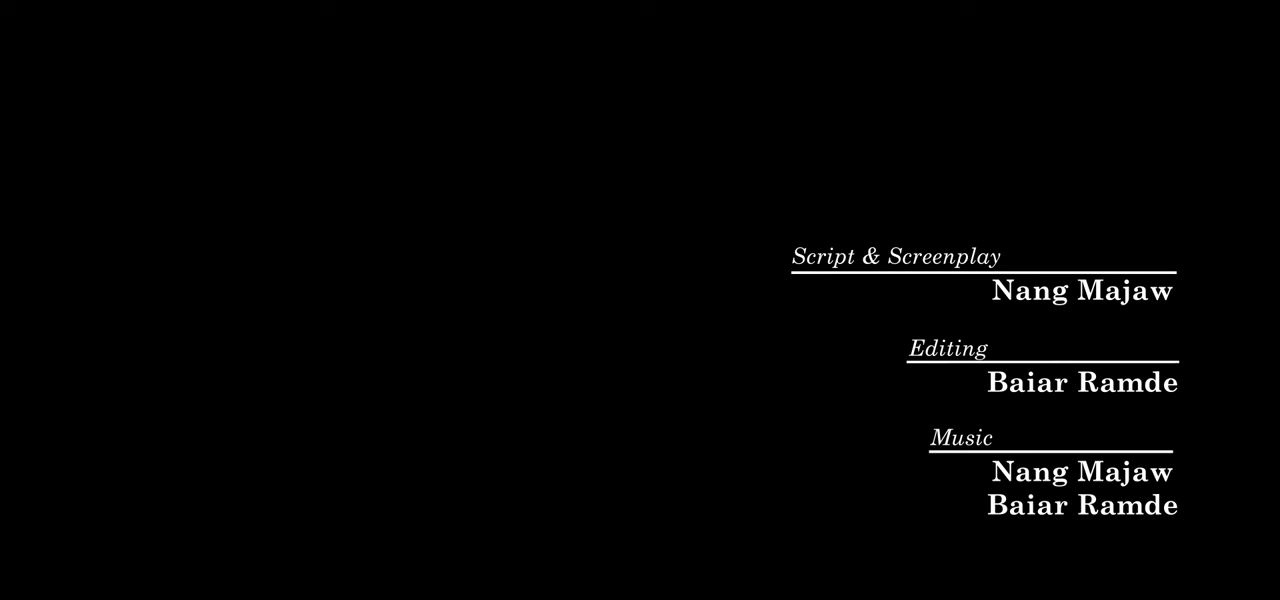 Script & Screenplay
Nang Majaw
Editing
Baiar Ramde
Music
Nang Majaw
Baiar Ramde